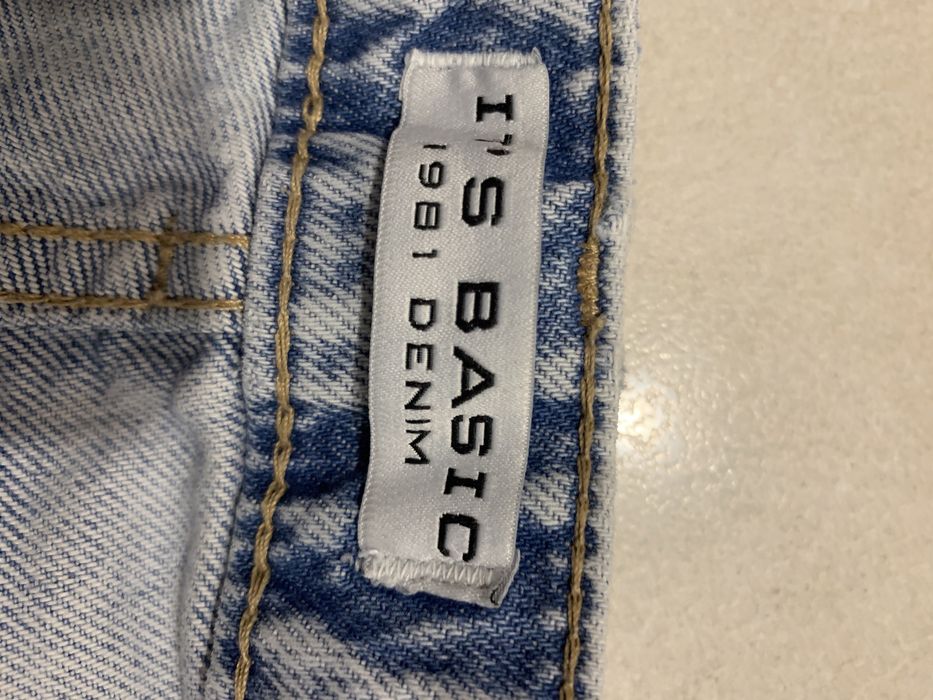 IT'S BASIC
1981 DENIM